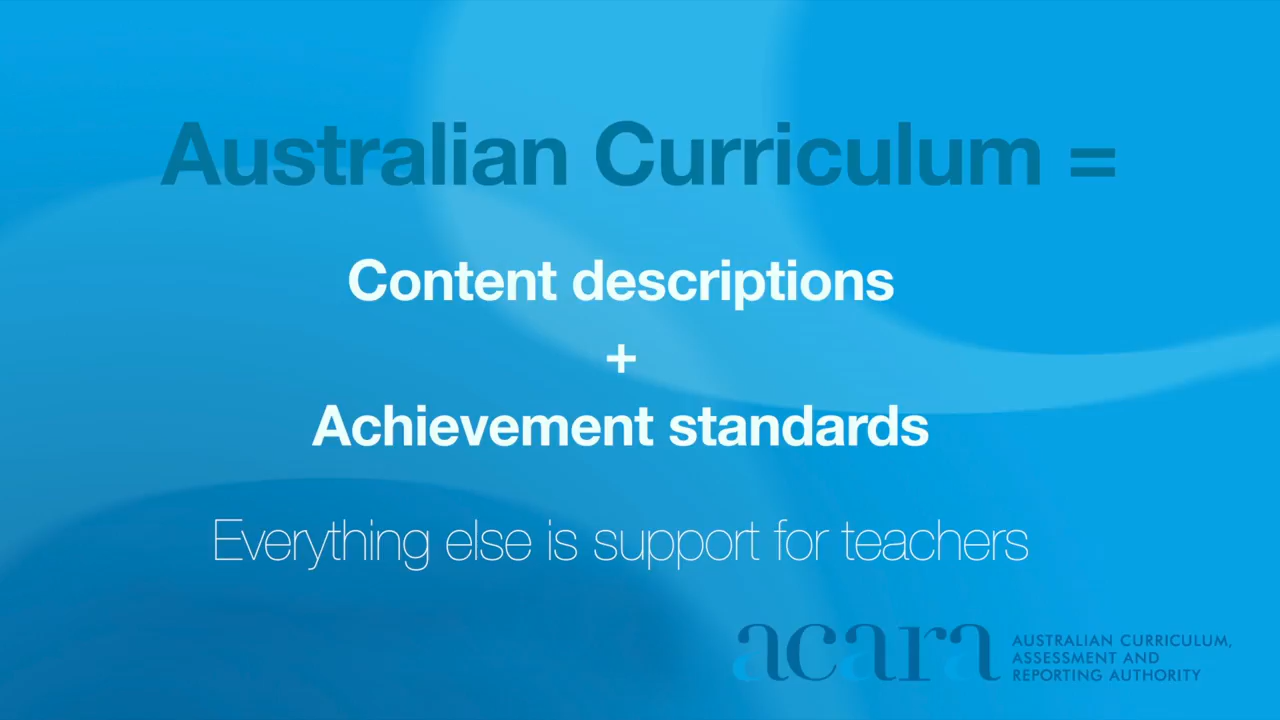 Australian Curriculum =
Content descriptions
+
Achievement standards
Everything else is support for teachers
acara
AUSTRALIAN CURRICULUM,
ASSESSMENT AND
REPORTING AUTHORITY